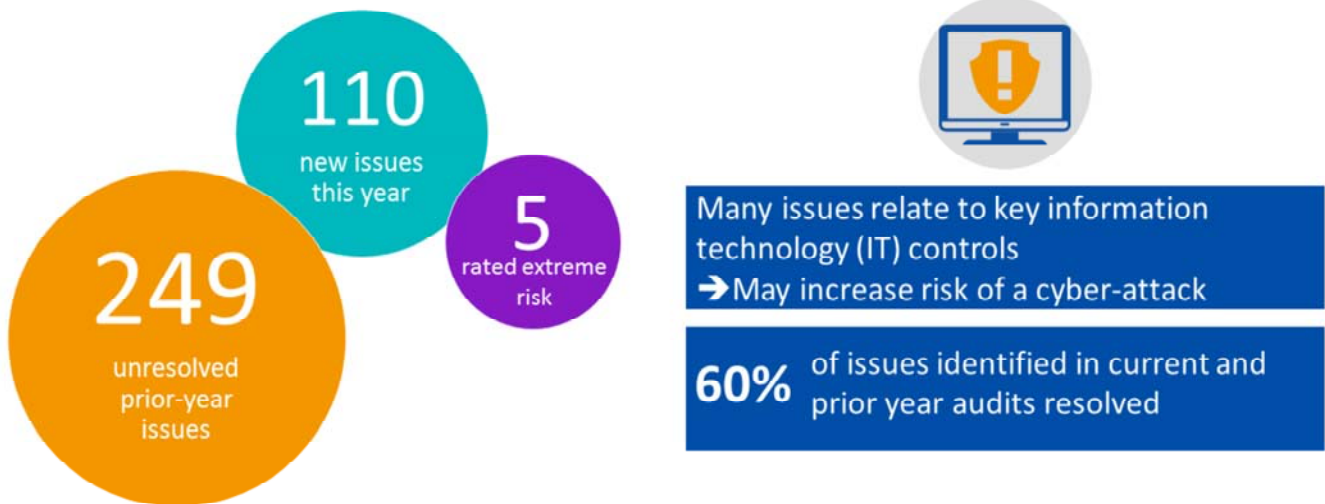 110
new issues
this year
249
unresolved
prior-year
issues
5
rated extreme
risk
!
Many issues relate to key information
technology (IT) controls
➔May increase risk of a cyber-attack
60% of issues identified in current and
prior year audits resolved